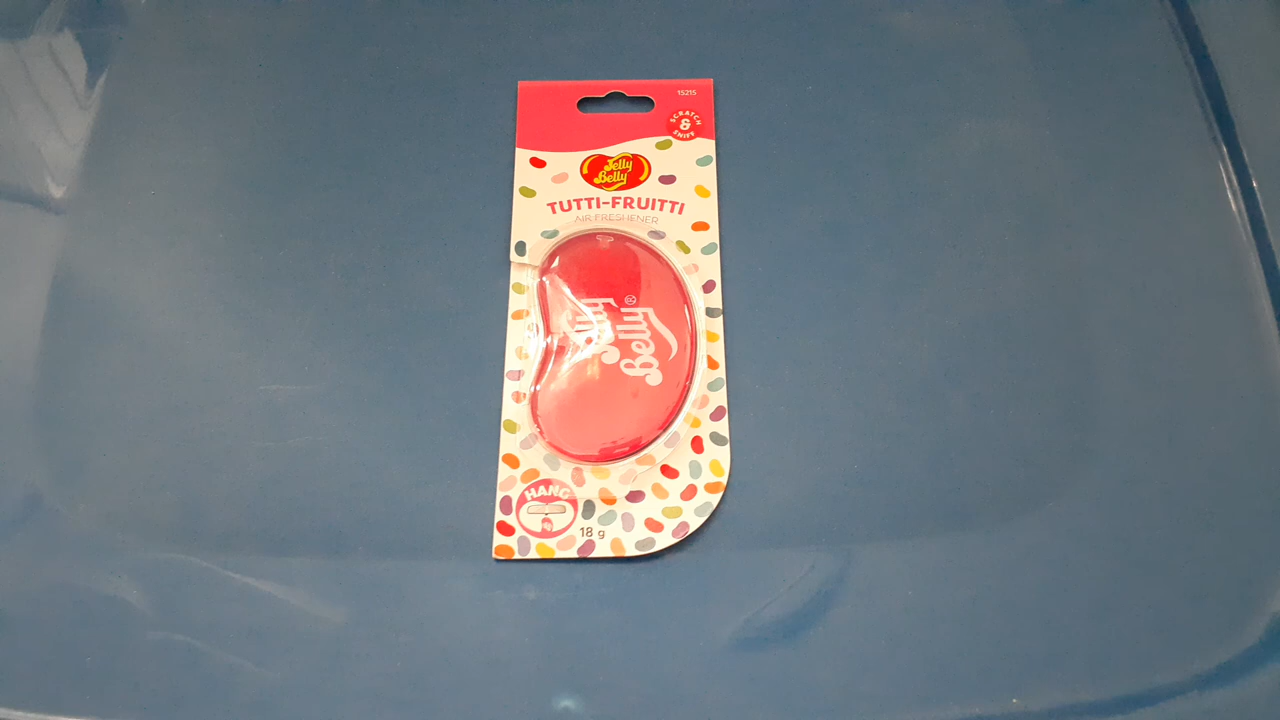 15215
SCRATCH
&
SNIFF
Jelly
Belly
TUTTI-FRUITTI
AIR FRESHENER
Jelly
Belly®
HANG
18 g